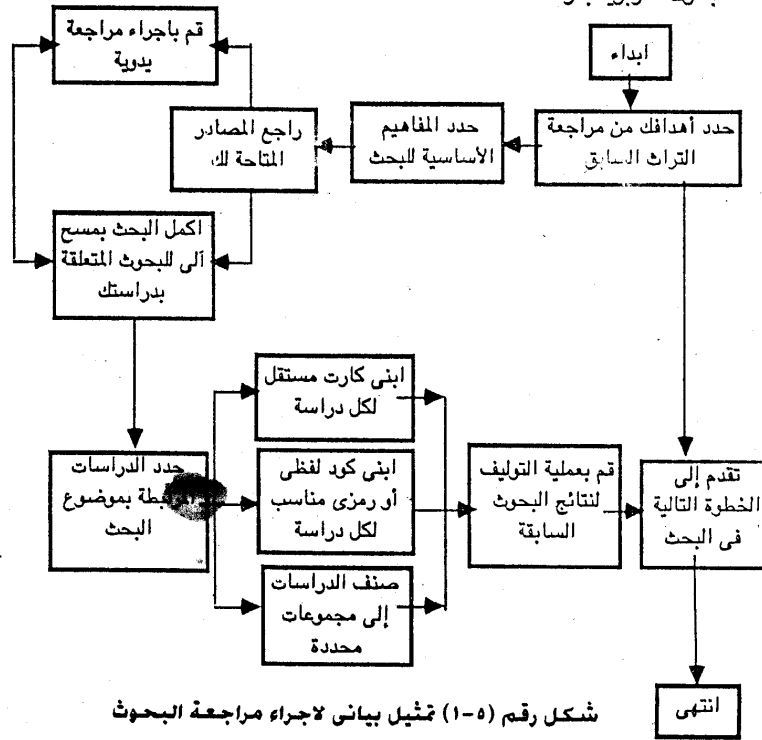 ابداء
حدد أهدافك من مراجعة
التراث السابق
حدد المفاهيم
الأساسية للبحث
راجع المصادر
المتاحة لك
قم باجراء مراجعة
يدوية
اكمل البحث بمسح
ألى للبحوث المتعلقة
بدراستك
حدد الدراسات
بموضوع
البحث
ابنى كارت مستقل
لكل دراسة
ابنى كود لفظى
أو رمزى مناسب
لكل دراسة
صنف الدراسات
إلى مجموعات
محددة
قم بعملية التوليف
لنتائج البحوث
السابقة
تقدم إلى
الخطوة التالية
فى البحث
انتهى
شكل رقم (٥-١) تمثيل بيانى لاجراء مراجعة البحوث